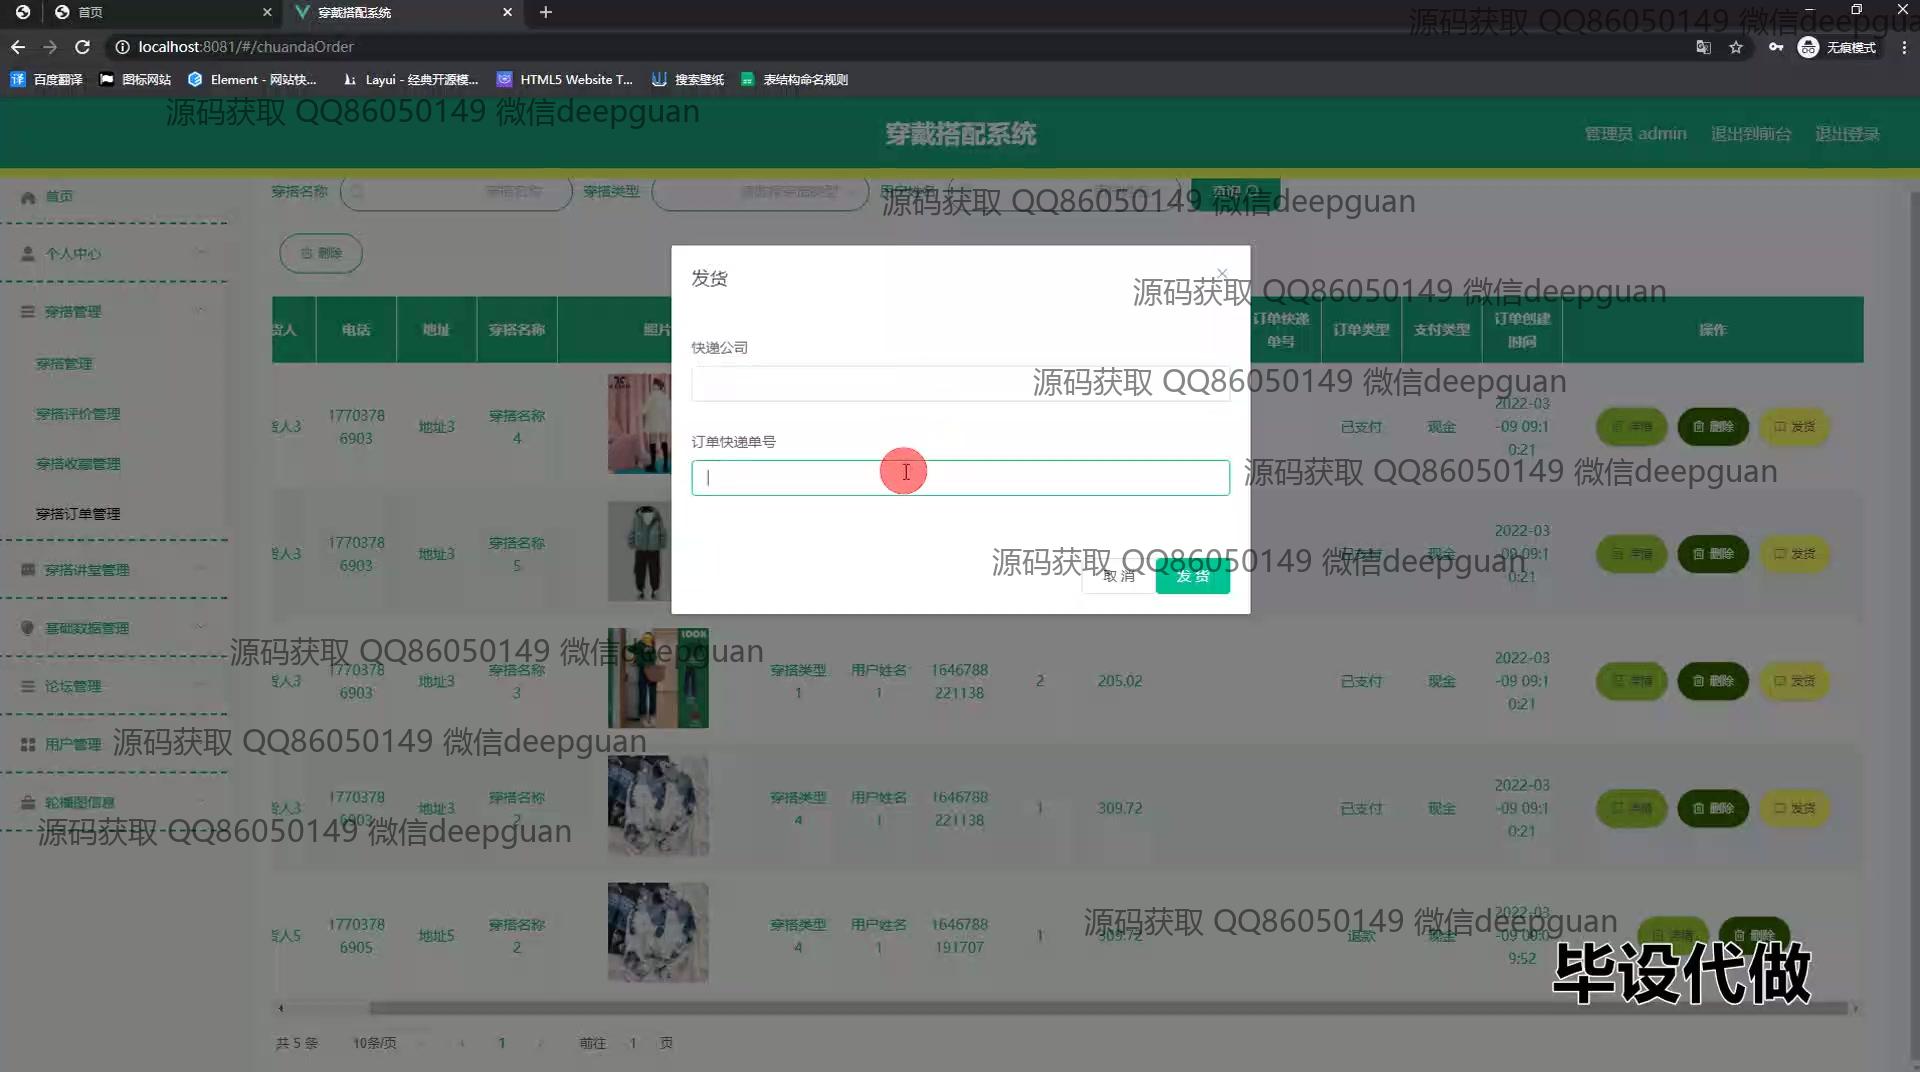 首页
穿戴搭配系统
localhost:8081/#/chuandaOrder
无痕模式
百度翻译
图标网站
Element - 网站快...
Layui - 经典开源模...
HTML5 Website T...
搜索壁纸
表结构命名规则
源码获取 QQ86050149 微信deepgua
源码获取 QQ86050149 微信deepguan
穿戴搭配系统
管理员 admin
退出到前台
退出登录
首页
个人中心
穿搭管理
穿搭管理
穿搭评价管理
穿搭收藏管理
穿搭订单管理
穿搭讲堂管理
基础数据管理
论坛管理
用户管理
轮播图信息
穿搭名称
穿搭名称
穿搭类型
源码获取 QQ86050149 微信deepguan
删除
货人 电话 地址 穿搭名称 照片 订单快递单号 订单类型 支付类型 订单创建时间 操作
发货
源码获取 QQ86050149 微信deepguan
快递公司
源码获取 QQ86050149 微信deepguan
订单快递单号
源码获取 QQ86050149 微信deepguan
取消
发货
源码获取 QQ86050149 微信deepguan
货人3 17703786903 地址3 穿搭名称4 已支付 现金 2022-03-09 09:10:21 详情 删除 发货
货人3 17703786903 地址3 穿搭名称5 已支付 现金 2022-03-09 09:10:21 详情 删除 发货
货人3 17703786903 地址3 穿搭名称3 LOOK 穿搭类型1 用户姓名1 1646788221138 2 205.02 已支付 现金 2022-03-09 09:10:21 详情 删除 发货
源码获取 QQ86050149 微信deepguan
源码获取 QQ86050149 微信deepguan
货人3 17703786903 地址3 穿搭名称2 穿搭类型4 用户姓名1 1646788221138 1 309.72 已支付 现金 2022-03-09 09:10:21 详情 删除 发货
源码获取 QQ86050149 微信deepguan
货人5 17703786905 地址5 穿搭名称2 穿搭类型4 用户姓名1 1646788191707 1 309.72 退款 现金 2022-03-09 09:09:52 详情 删除
源码获取 QQ86050149 微信deepguan
毕设代做
共 5 条 10条/页 1 前往 1 页